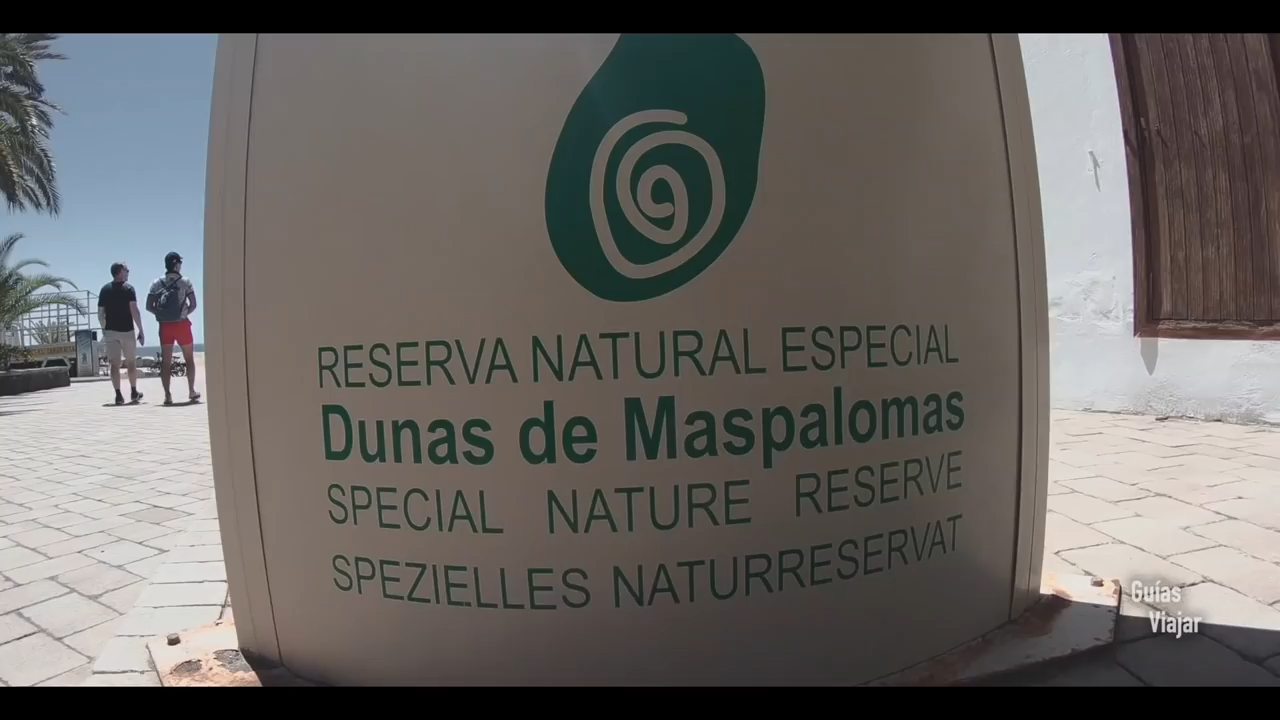 RESERVA NATURAL ESPECIAL
Dunas de Maspalomas
SPECIAL NATURE RESERVE
SPEZIELLES NATURRESERVAT
Guías
Viajar